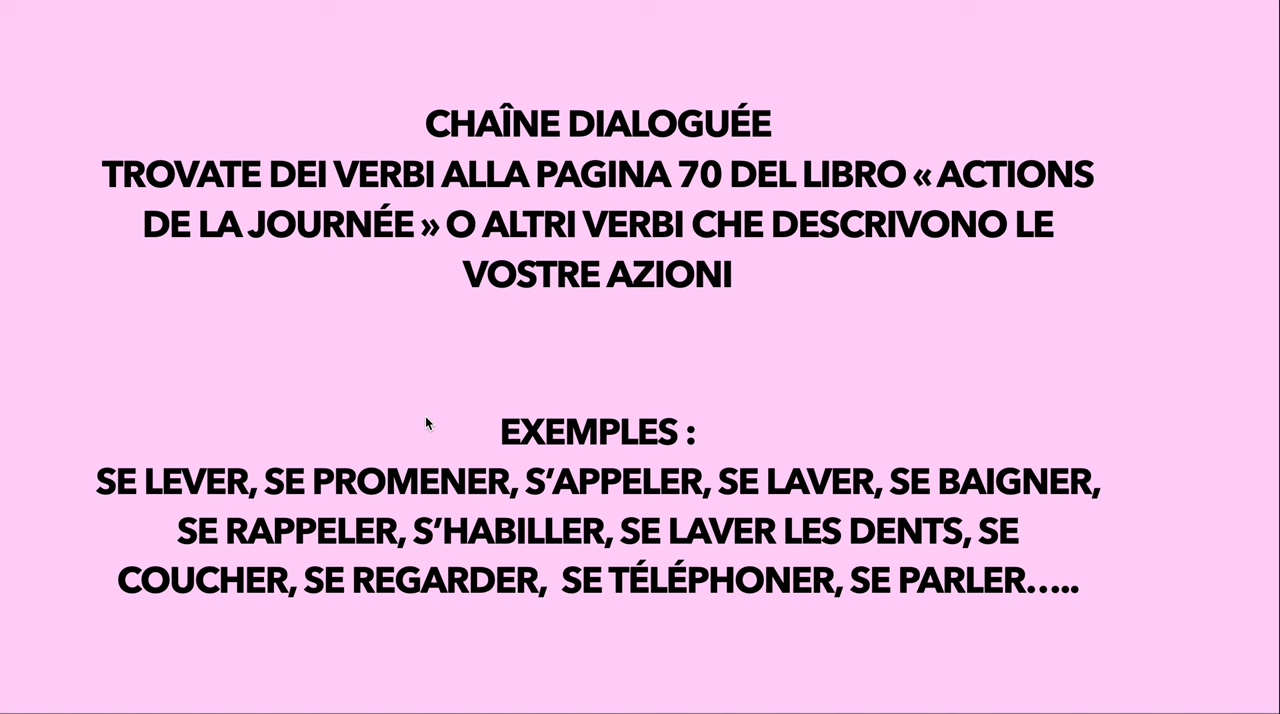 CHAÎNE DIALOGUÉE
TROVATE DEI VERBI ALLA PAGINA 70 DEL LIBRO « ACTIONS
DE LA JOURNÉE » O ALTRI VERBI CHE DESCRIVONO LE
VOSTRE AZIONI
EXEMPLES :
SE LEVER, SE PROMENER, S’APPELER, SE LAVER, SE BAIGNER,
SE RAPPELER, S’HABILLER, SE LAVER LES DENTS, SE
COUCHER, SE REGARDER, SE TÉLÉPHONER, SE PARLER…..